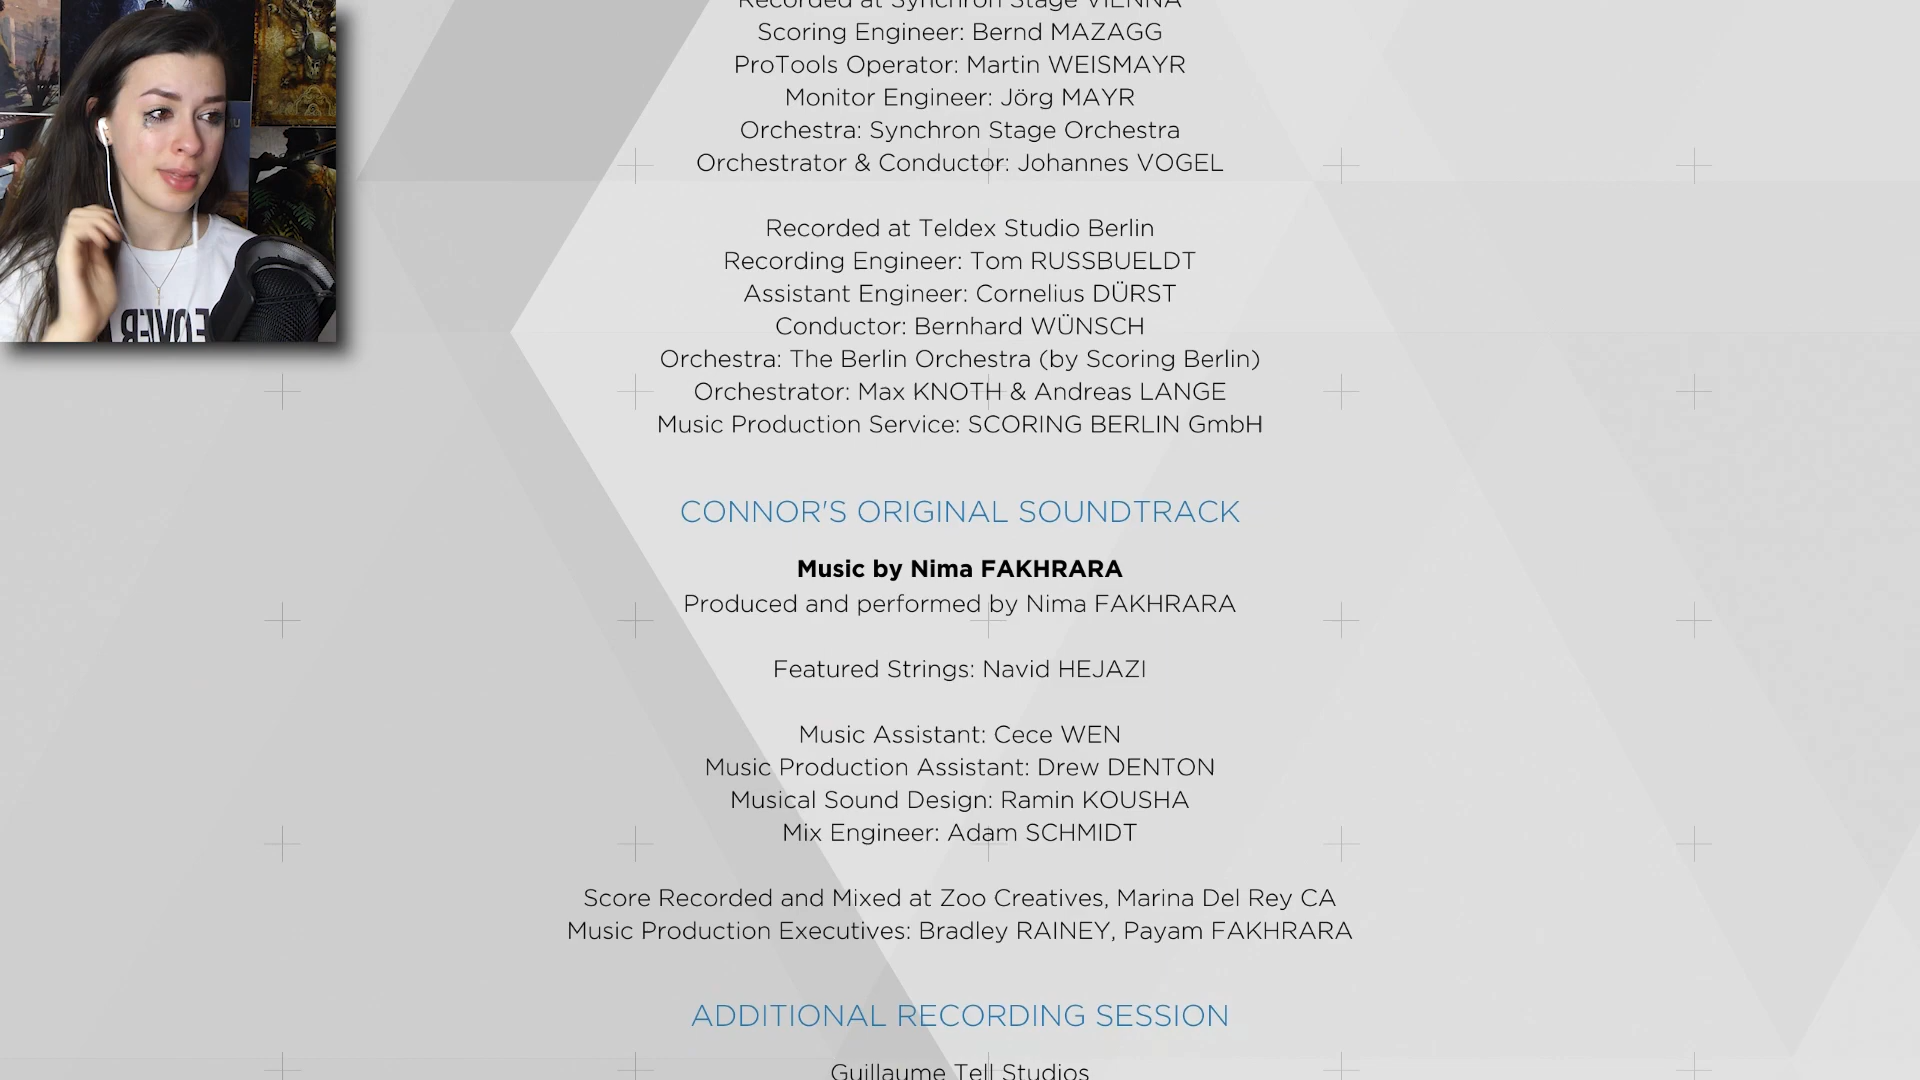 Recorded at Synchron Stage VIENNA
Scoring Engineer: Bernd MAZAGG
ProTools Operator: Martin WEISMAYR
Monitor Engineer: Jörg MAYR
Orchestra: Synchron Stage Orchestra
Orchestrator & Conductor: Johannes VOGEL
Recorded at Teldex Studio Berlin
Recording Engineer: Tom RUSSBUELDT
Assistant Engineer: Cornelius DÜRST
Conductor: Bernhard WÜNSCH
Orchestra: The Berlin Orchestra (by Scoring Berlin)
Orchestrator: Max KNOTH & Andreas LANGE
Music Production Service: SCORING BERLIN GmbH
CONNOR'S ORIGINAL SOUNDTRACK
Music by Nima FAKHRARA
Produced and performed by Nima FAKHRARA
Featured Strings: Navid HEJAZI
Music Assistant: Cece WEN
Music Production Assistant: Drew DENTON
Musical Sound Design: Ramin KOUSHA
Mix Engineer: Adam SCHMIDT
Score Recorded and Mixed at Zoo Creatives, Marina Del Rey CA
Music Production Executives: Bradley RAINEY, Payam FAKHRARA
ADDITIONAL RECORDING SESSION
Guillaume Tell Studios